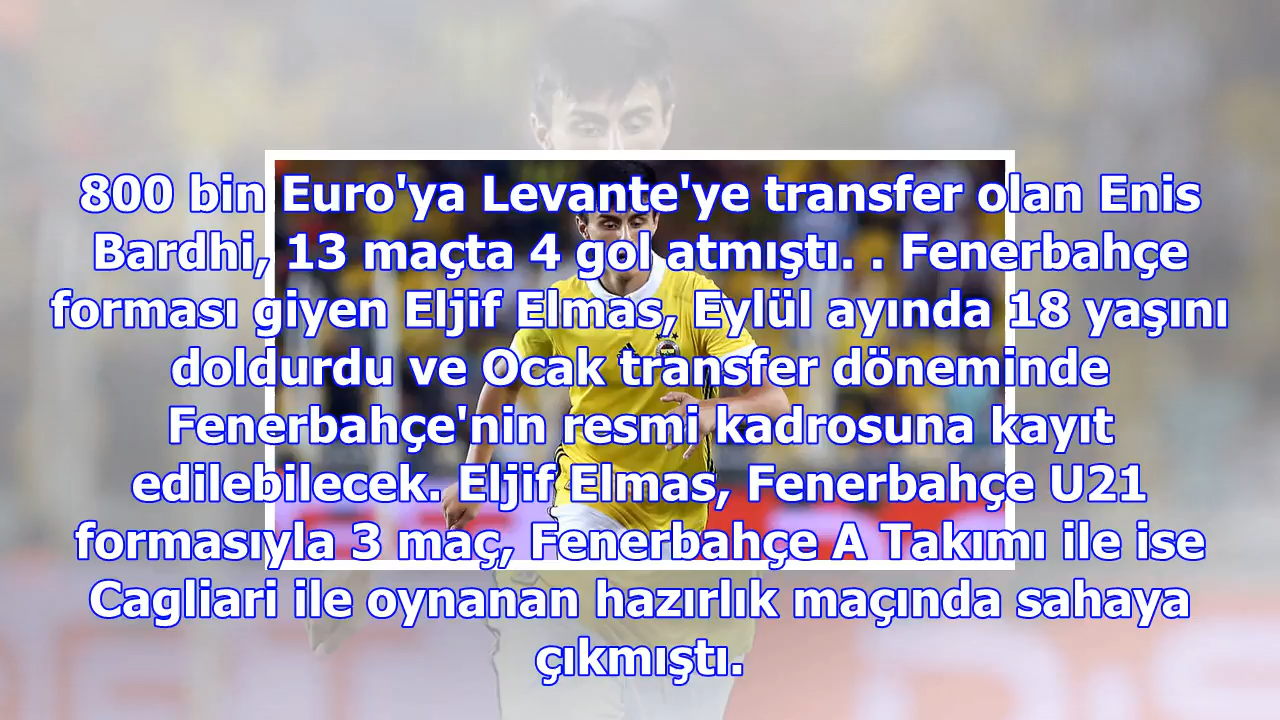 800 bin Euro'ya Levante'ye transfer olan Enis
Bardhi, 13 maçta 4 gol atmıştı. . Fenerbahçe
forması giyen Eljif Elmas, Eylül ayında 18 yaşını
doldurdu ve Ocak transfer döneminde
Fenerbahçe'nin resmi kadrosuna kayıt
edilebilecek. Eljif Elmas, Fenerbahçe U21
formasıyla 3 maç, Fenerbahçe A Takımı ile ise
Cagliari ile oynanan hazırlık maçında sahaya
çıkmıştı.